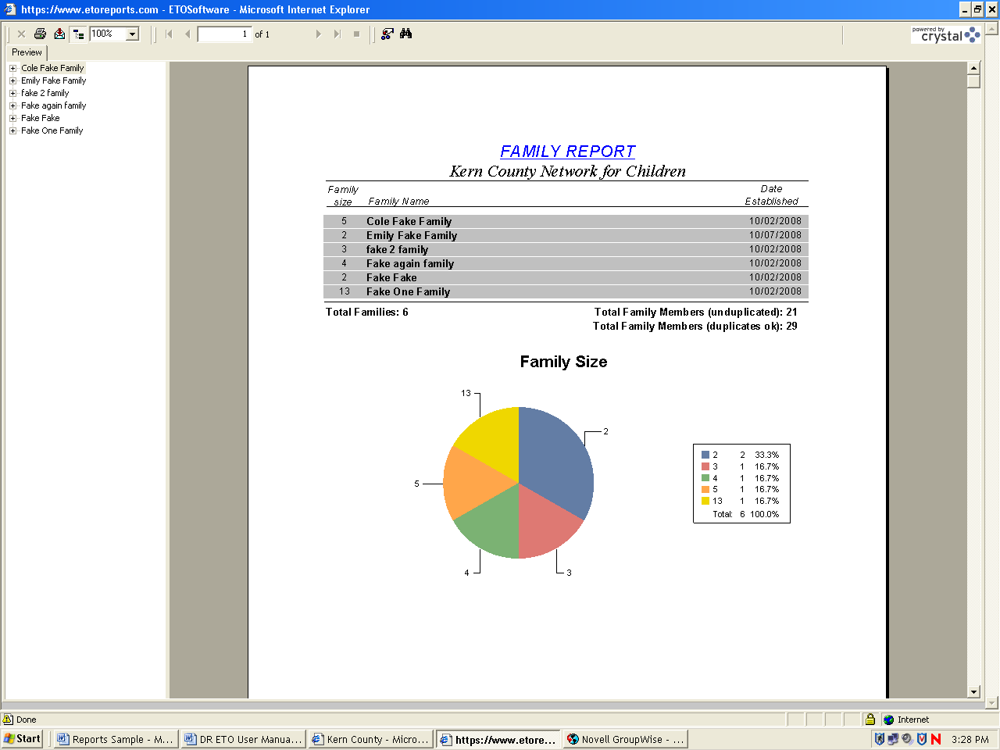 https://www.etoreports.com - ETOSoftware - Microsoft Internet Explorer
100%
1 of 1
powered by
crystal
Preview
Cole Fake Family
Emily Fake Family
fake 2 family
Fake again family
Fake Fake
Fake One Family
FAMILY REPORT
Kern County Network for Children
Family size Family Name Date Established
5 Cole Fake Family 10/02/2008
2 Emily Fake Family 10/07/2008
3 fake 2 family 10/02/2008
4 Fake again family 10/02/2008
2 Fake Fake 10/02/2008
13 Fake One Family 10/02/2008
Total Families: 6 Total Family Members (unduplicated): 21
Total Family Members (duplicates ok): 29
Family Size
13
2
5
4
3
2 2 33.3%
3 1 16.7%
4 1 16.7%
5 1 16.7%
13 1 16.7%
Total: 6 100.0%
Done
Internet
Start
Reports Sample - M...
DR ETO User Manua...
Kern County - Micro...
https://www.etore...
Novell GroupWise - ...
3:28 PM